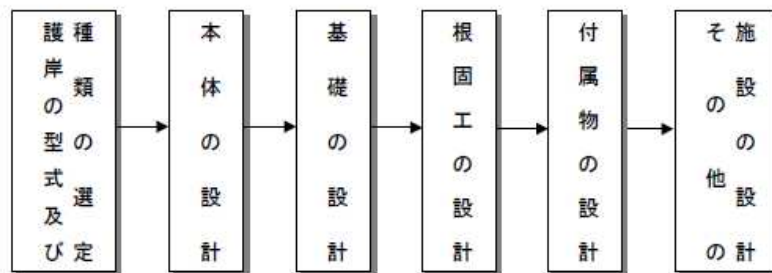 護岸の型式及び
種類の選定
本体の設計
基礎の設計
根固工の設計
付属物の設計
その他の
施設の設計